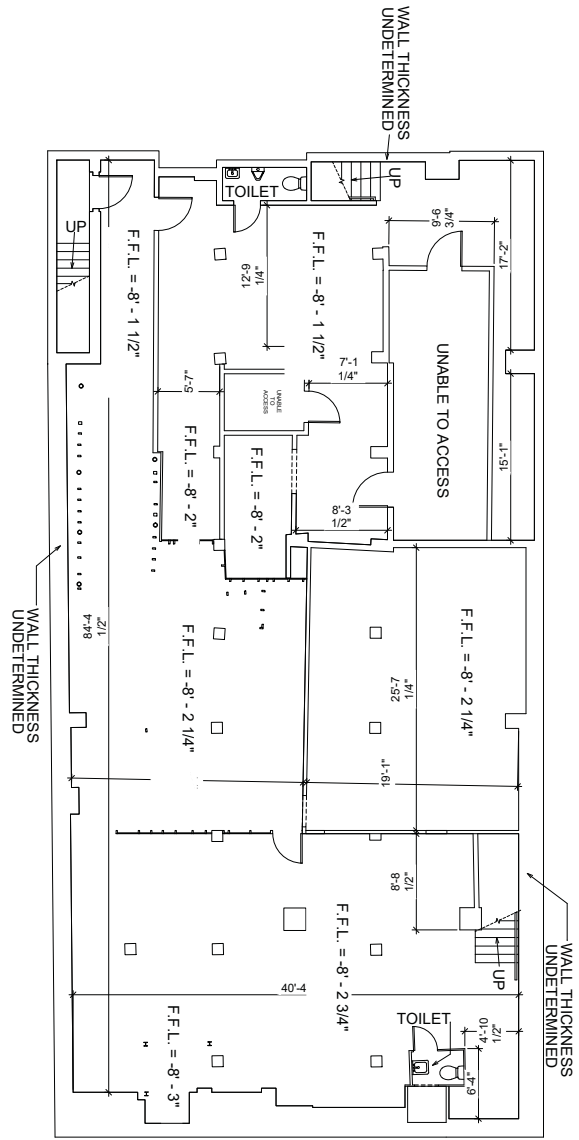 WALL THICKNESS
UNDETERMINED
UP
TOILET
UP
9'-6
3/4"
17'-2"
F.F.L. = -8' - 1 1/2"
12'-9
1/4"
F.F.L. = -8' - 1 1/2"
7'-1
1/4"
UNABLE TO ACCESS
15'-1"
5'-7"
UNABLE
TO
ACCESS
F.F.L. = -8' - 2"
F.F.L. = -8' - 2"
8'-3
1/2"
WALL THICKNESS
UNDETERMINED
84'-4
1/2"
F.F.L. = -8' - 2 1/4"
25'-7
1/4"
F.F.L. = -8' - 2 1/4"
19'-1"
8'-8
1/2"
F.F.L. = -8' - 2 3/4"
UP
WALL THICKNESS
UNDETERMINED
40'-4
TOILET
4'-10
1/2"
6'-4"
F.F.L. = -8' - 3"